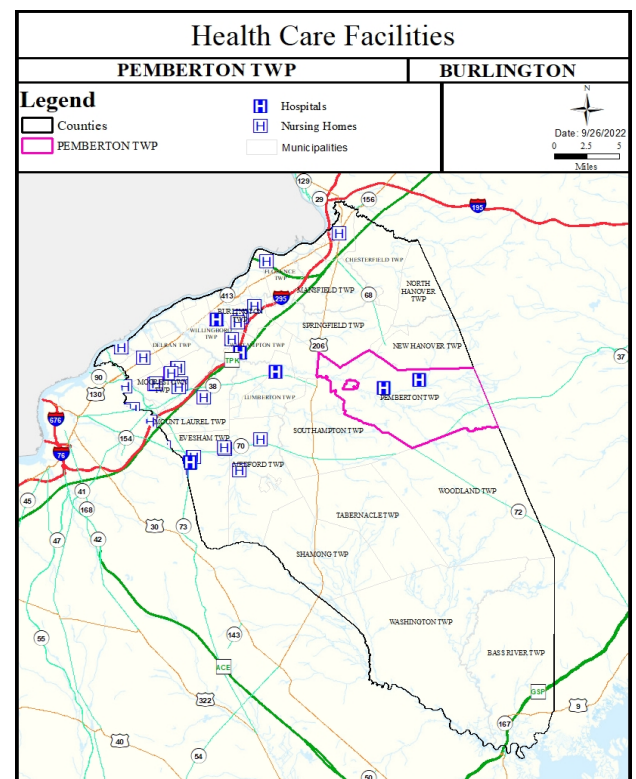 Health Care Facilities
PEMBERTON TWP
BURLINGTON
Legend
Counties
PEMBERTON TWP
H Hospitals
H Nursing Homes
Municipalities
N
Date: 9/26/2022
0 2.5 5
Miles
129
29
156
195
CHESTERFIELD TWP
FLORENCE
TWP
MANSFIELD TWP
NORTH
HANOVER
TWP
413
295
68
SPRINGFIELD TWP
WILLINGBORO
TWP
206
NEW HANOVER TWP
DELRAN TWP
TPK
37
90
130
38
LUMBERTON TWP
PEMBERTON TWP
676
154
MOUNT LAUREL TWP
EVESHAM TWP
70
SOUTHAMPTON TWP
76
MEDFORD TWP
WOODLAND TWP
45
41
168
30
73
72
TABERNACLE TWP
47
42
SHAMONG TWP
WASHINGTON TWP
55
143
BASS RIVER TWP
ACE
GSP
322
9
167
40
54
50